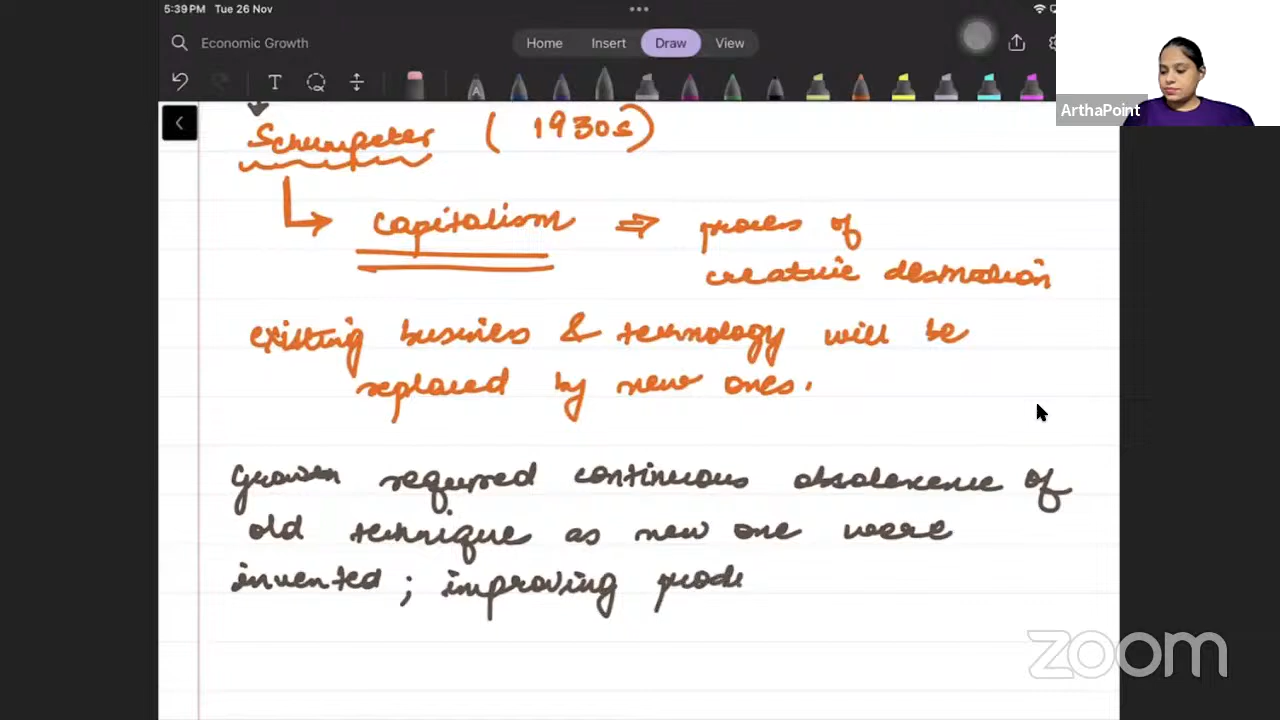 5:39 PM Tue 26 Nov
Economic Growth
Home Insert Draw View
T
A
ArthaPoint
Schumpeter (1930s)
Capitalism ⇒ process of
creative destruction
existing business & technology will be
replaced by new ones.
Growth required continuous obsolescence of
old technique as new one were
invented; improving prod
zoom